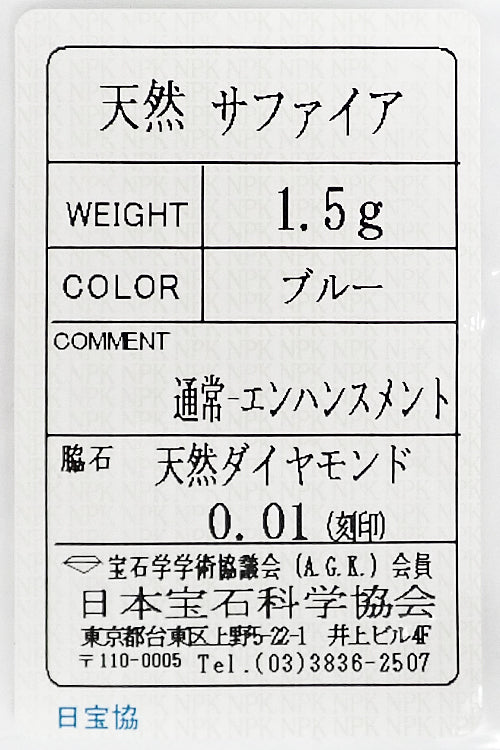 天然 サファイア
WEIGHT 1.5g
COLOR ブルー
COMMENT
通常-エンハンスメント
脇石 天然ダイヤモンド
0.01 (刻印)
宝石学学術協議会 (A.G.K.) 会員
日本宝石科学協会
東京都台東区上野5-22-1 井上ビル4F
〒110-0005 Tel.(03)3836-2507
日宝協